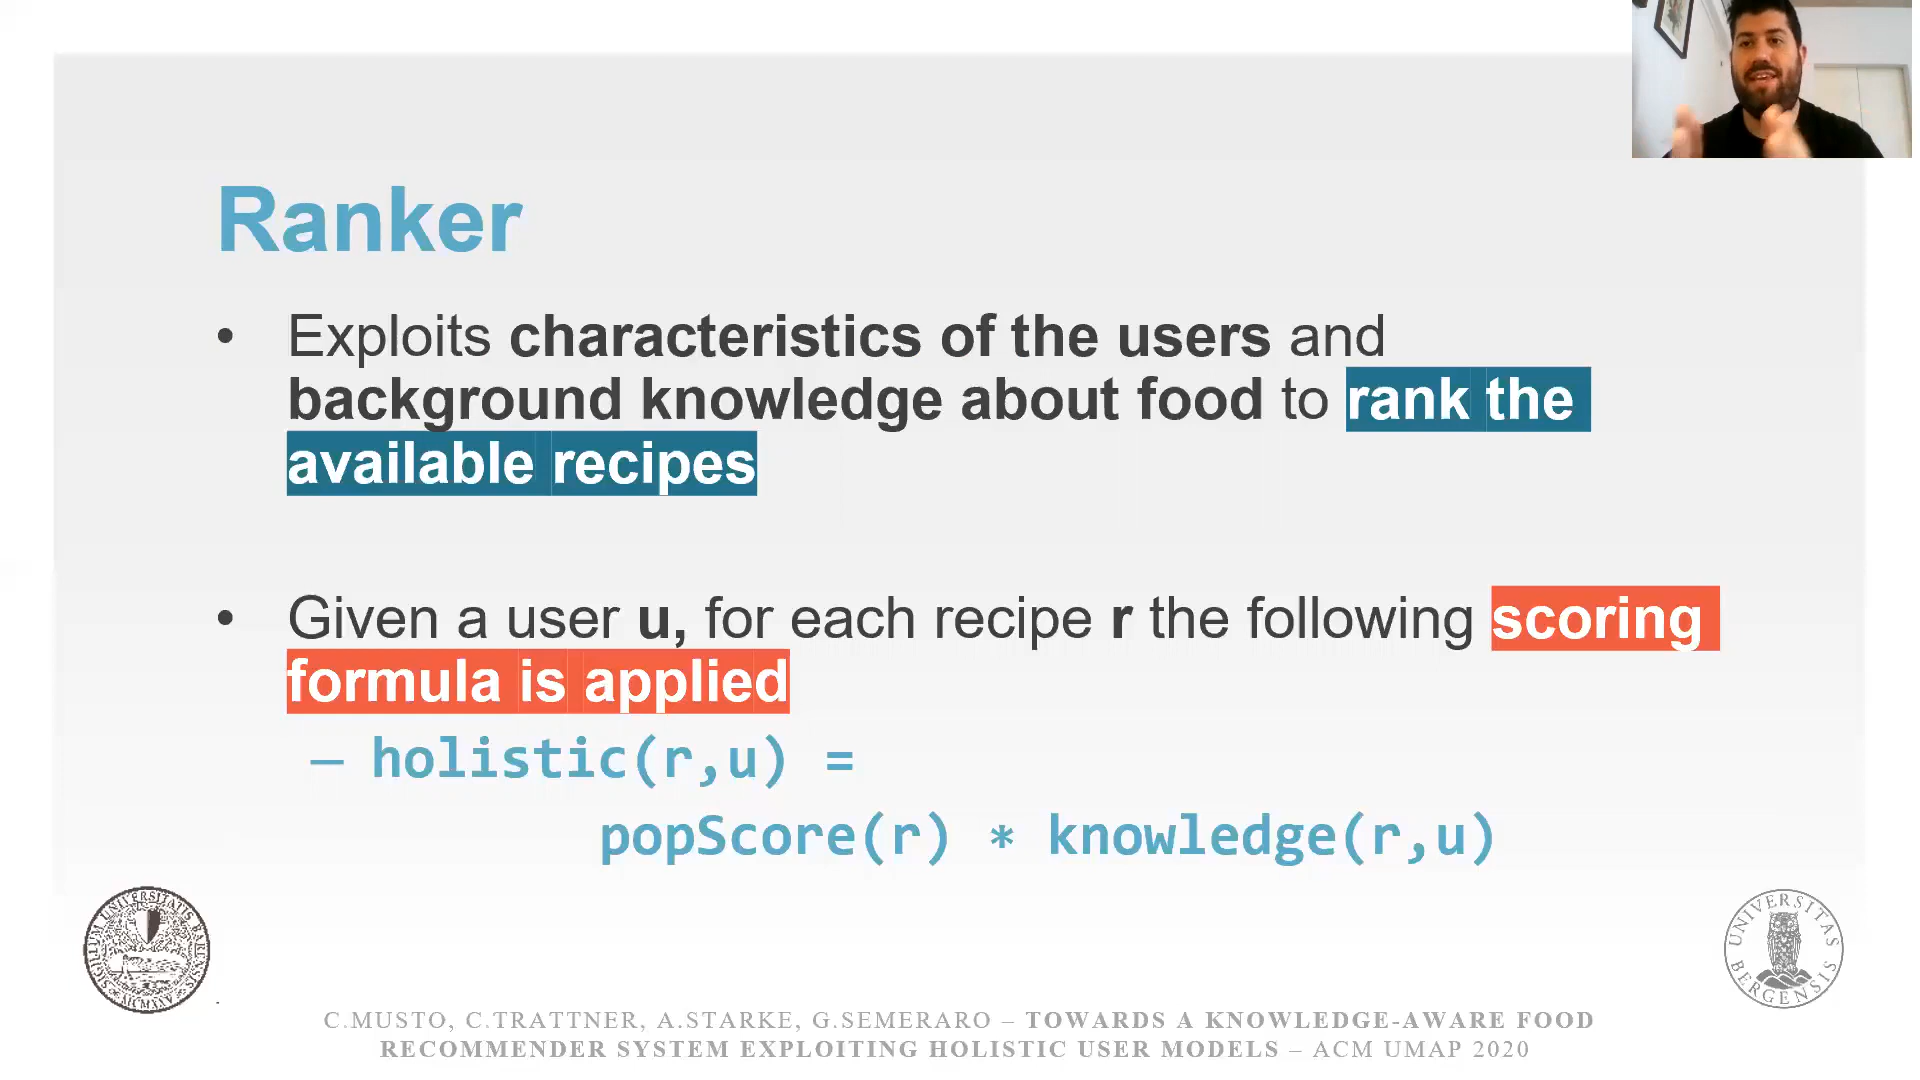 Ranker
• Exploits characteristics of the users and
background knowledge about food to rank the
available recipes
• Given a user u, for each recipe r the following scoring
formula is applied
– holistic(r,u) =
popScore(r) * knowledge(r,u)
UNIVERSITAS
BERGENSIS
C.MUSTO, C.TRATTNER, A.STARKE, G.SEMERARO – TOWARDS A KNOWLEDGE-AWARE FOOD
RECOMMENDER SYSTEM EXPLOITING HOLISTIC USER MODELS – ACM UMAP 2020